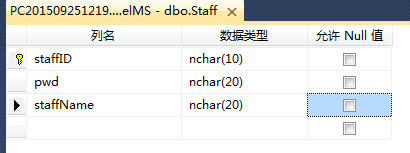 PC201509251219....elMS - dbo.Staff
列名 数据类型 允许 Null 值
staffID nchar(10)
pwd nchar(20)
staffName nchar(20)